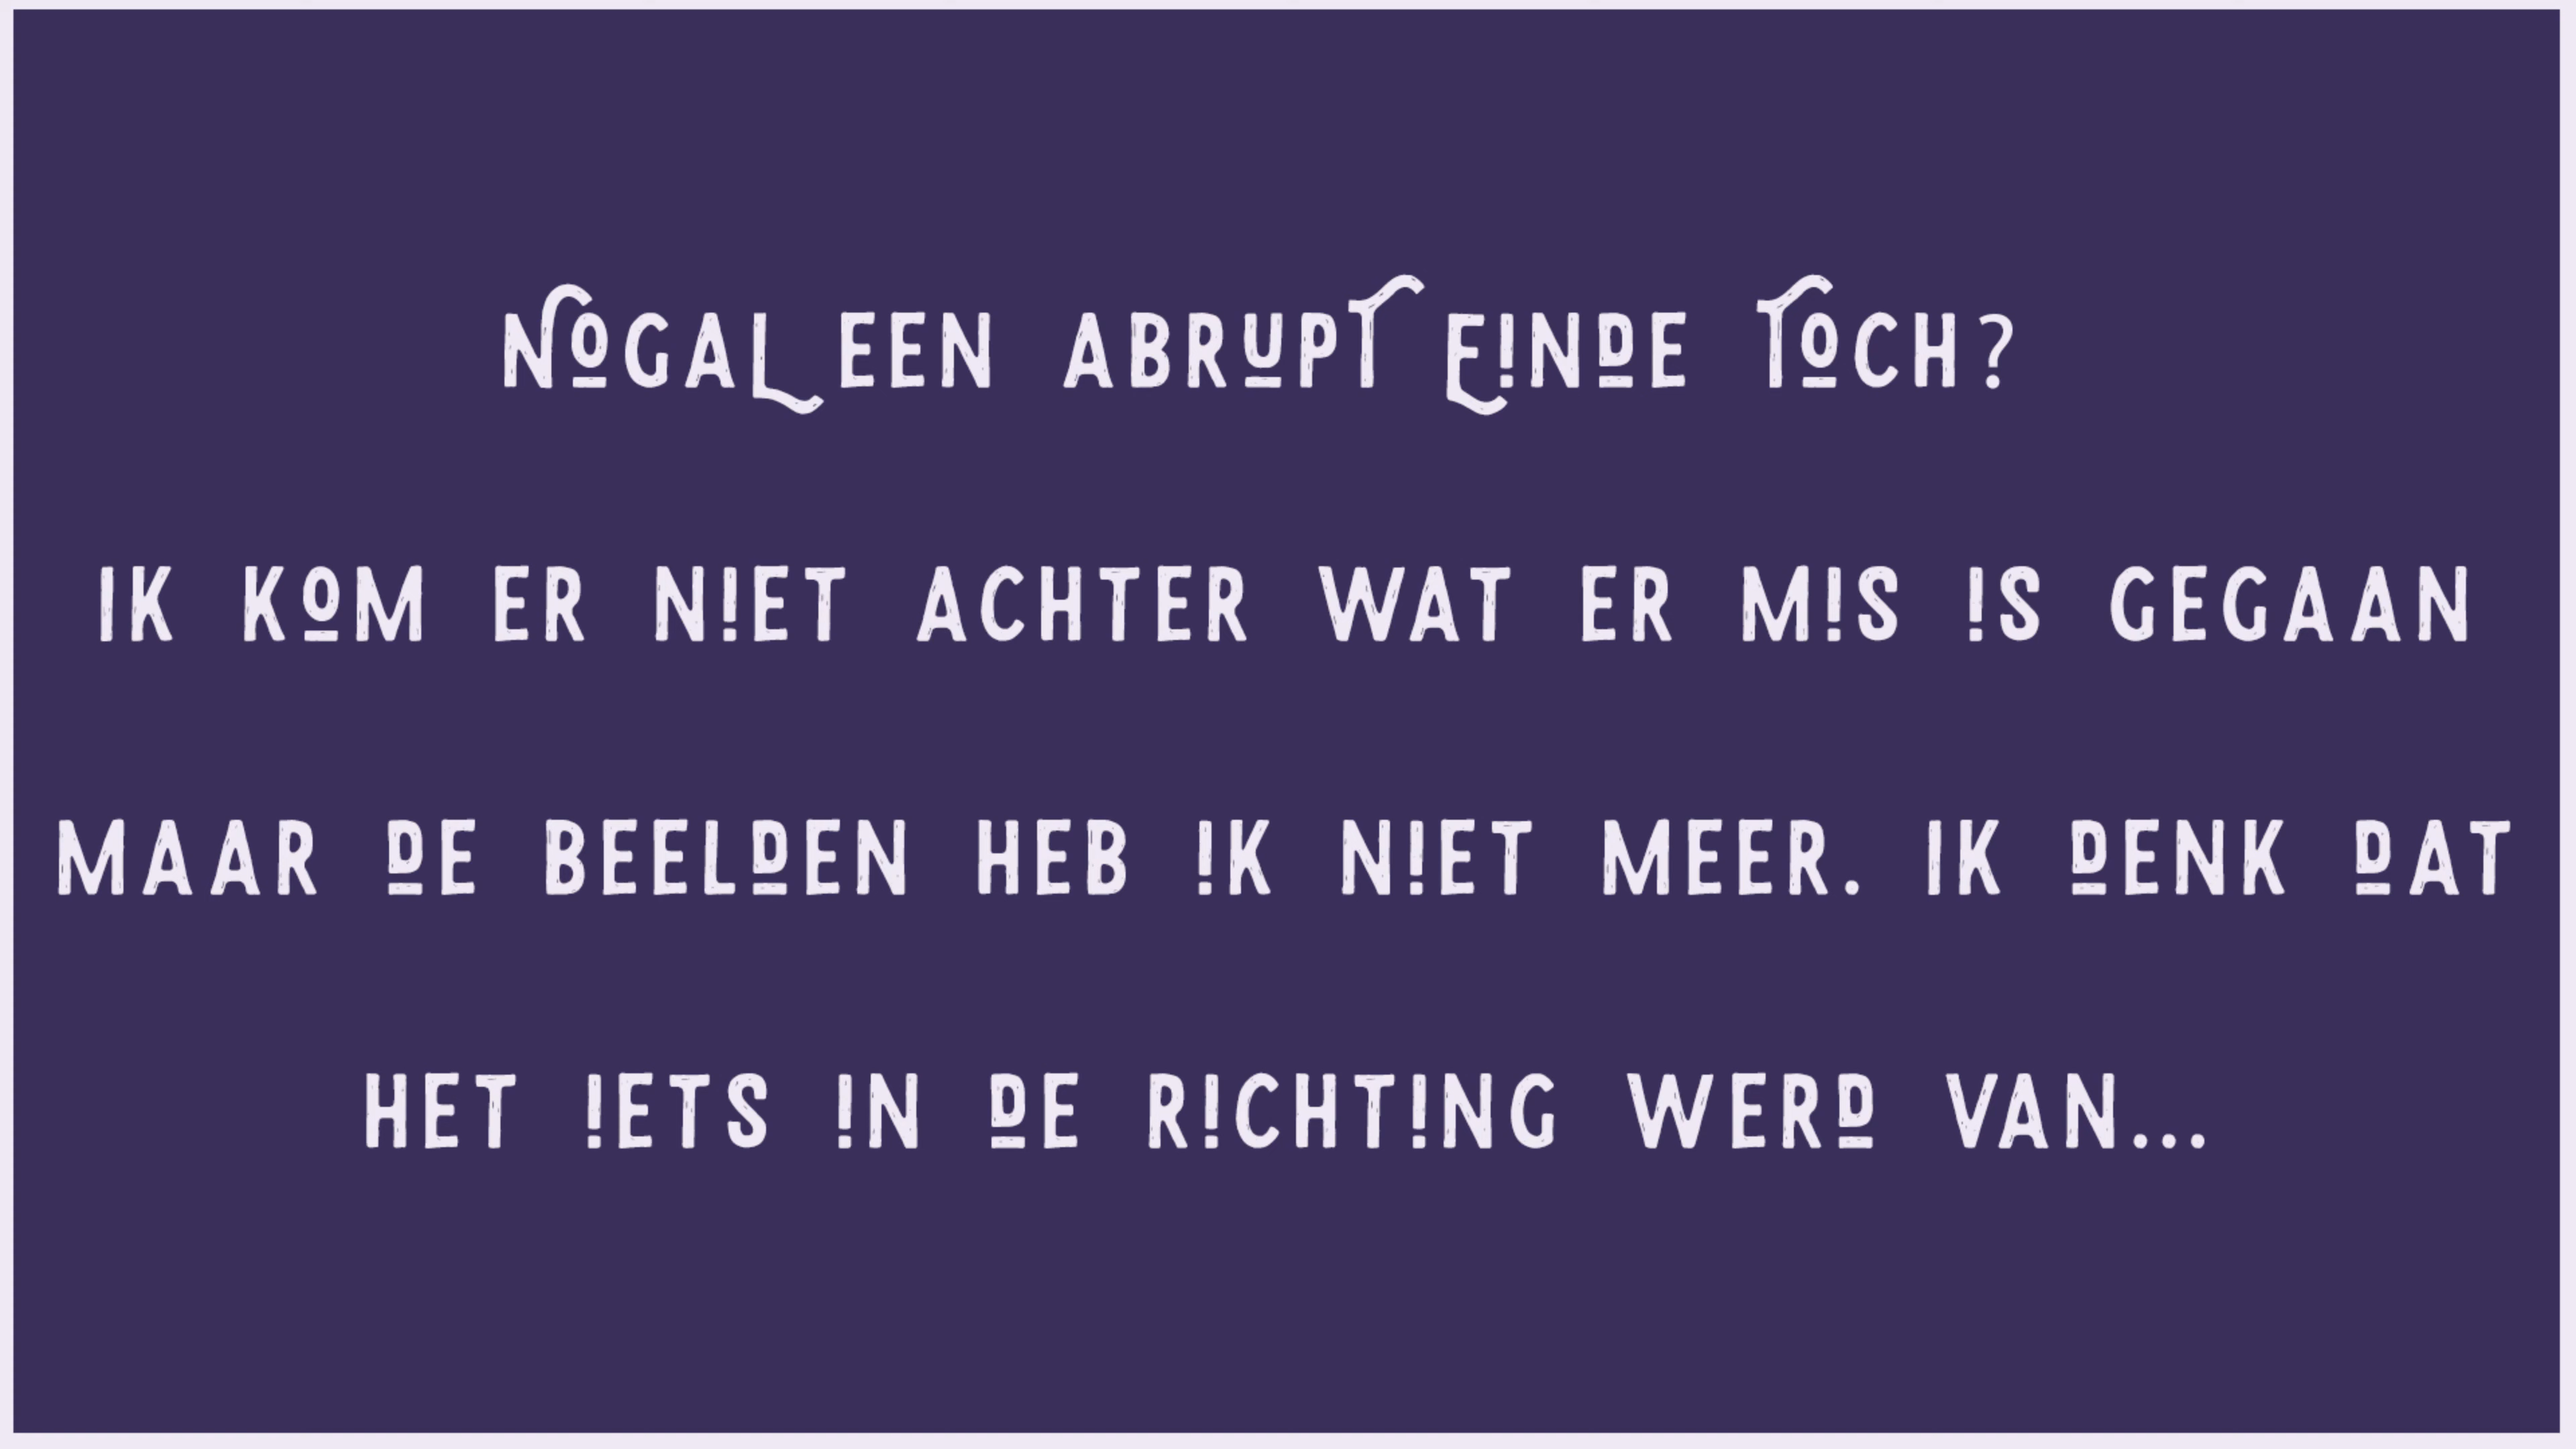 Nogal een abrupt einde toch?
Ik kom er niet achter wat er mis is gegaan
maar de beelden heb ik niet meer. Ik denk dat
het iets in de richting werd van...